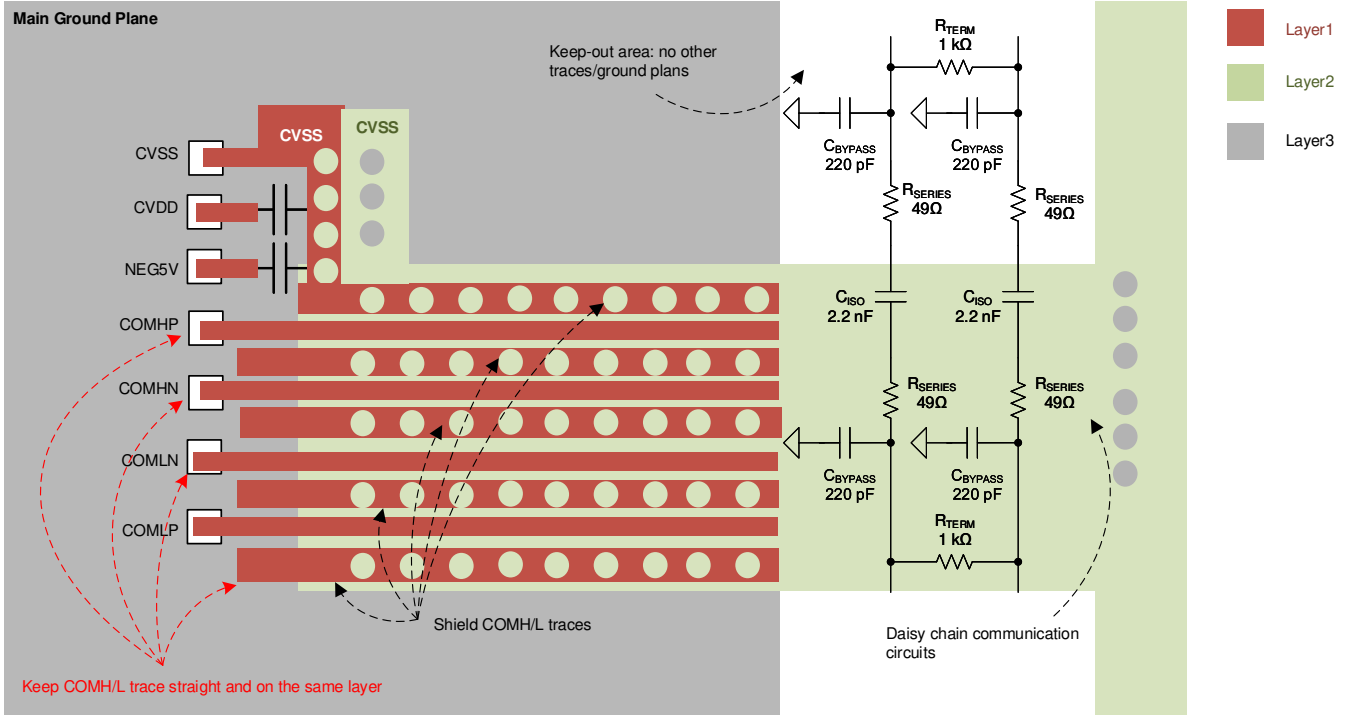 Main Ground Plane
Keep-out area: no other
traces/ground plans
RTERM
1 kΩ
Layer1
Layer2
Layer3
CVSS
CVSS
CVSS
CVDD
NEG5V
COMHP
COMHN
COMLN
COMLP
CBYPASS
220 pF
CBYPASS
220 pF
RSERIES
49Ω
RSERIES
49Ω
CISO
2.2 nF
CISO
2.2 nF
RSERIES
49Ω
RSERIES
49Ω
CBYPASS
220 pF
CBYPASS
220 pF
RTERM
1 kΩ
Shield COMH/L traces
Daisy chain communication
circuits
Keep COMH/L trace straight and on the same layer